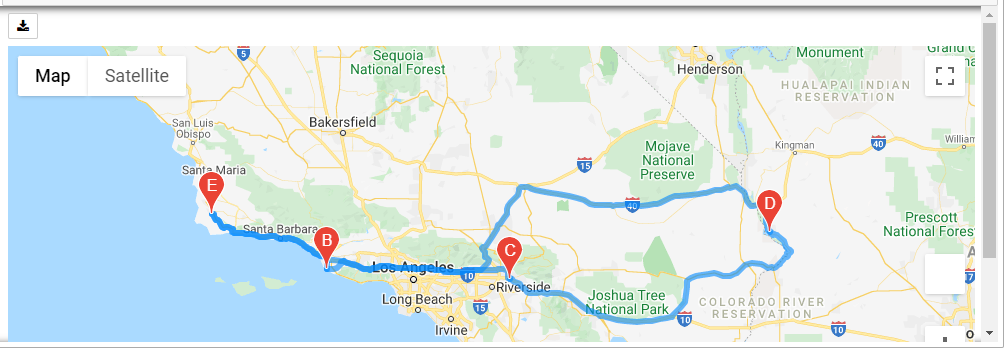 Map
Satellite
Sequoia
National Forest
5
Henderson
Monument
Grand C
National
HUALAPAI INDIAN
RESERVATION
San Luis
Obispo
Bakersfield
Mojave
National
Preserve
15
Kingman
40
William
Santa Maria
E
40
D
Prescott
National Fores
Santa Barbara
B
C
Los Angeles
10
Riverside
17
Long Beach
15
Joshua Tree
National Park
10
COLORADO RIVER
RESERVATION
10
Irvine